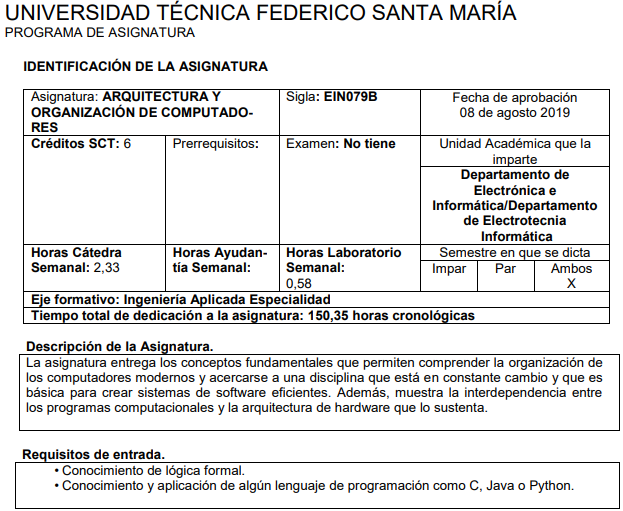 UNIVERSIDAD TÉCNICA FEDERICO SANTA MARÍA
PROGRAMA DE ASIGNATURA
IDENTIFICACIÓN DE LA ASIGNATURA
Asignatura: ARQUITECTURA Y
ORGANIZACIÓN DE COMPUTADO-
RES
Sigla: EIN079B
Fecha de aprobación
08 de agosto 2019
Créditos SCT: 6
Prerrequisitos:
Examen: No tiene
Unidad Académica que la
imparte
Departamento de
Electrónica e
Informática/Departamento
de Electrotecnia
Informática
Horas Cátedra
Semanal: 2,33
Horas Ayudan-
tía Semanal:
Horas Laboratorio
Semanal:
0,58
Semestre en que se dicta
Impar
Par
Ambos
X
Eje formativo: Ingeniería Aplicada Especialidad
Tiempo total de dedicación a la asignatura: 150,35 horas cronológicas
Descripción de la Asignatura.
La asignatura entrega los conceptos fundamentales que permiten comprender la organización de
los computadores modernos y acercarse a una disciplina que está en constante cambio y que es
básica para crear sistemas de software eficientes. Además, muestra la interdependencia entre
los programas computacionales y la arquitectura de hardware que lo sustenta.
Requisitos de entrada.
• Conocimiento de lógica formal.
• Conocimiento y aplicación de algún lenguaje de programación como C, Java o Python.